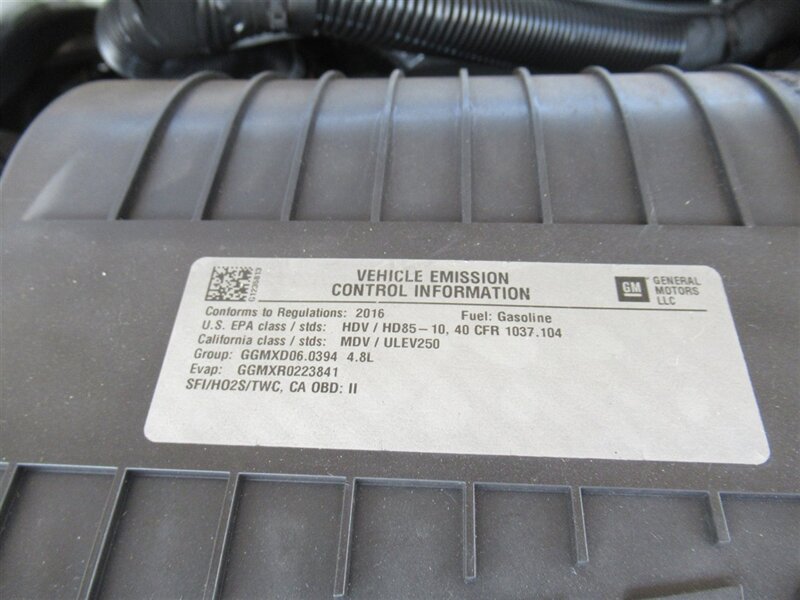 VEHICLE EMISSION
CONTROL INFORMATION
GM GENERAL
MOTORS
LLC
Conforms to Regulations: 2016 Fuel: Gasoline
U.S. EPA class / stds: HDV / HD85-10, 40 CFR 1037.104
California class / stds: MDV / ULEV250
Group: GGMXD06.0394 4.8L
Evap: GGMXR0223841
SFI/HO2S/TWC, CA OBD: II